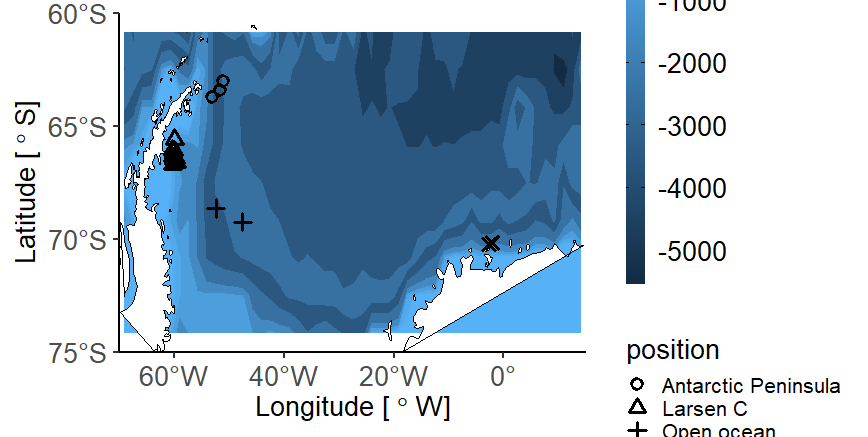 60°S
65°S
70°S
75°S
Latitude [ ° S]
60°W
40°W
20°W
0°
Longitude [ ° W]
-1000
-2000
-3000
-4000
-5000
position
Antarctic Peninsula
Larsen C
Open ocean